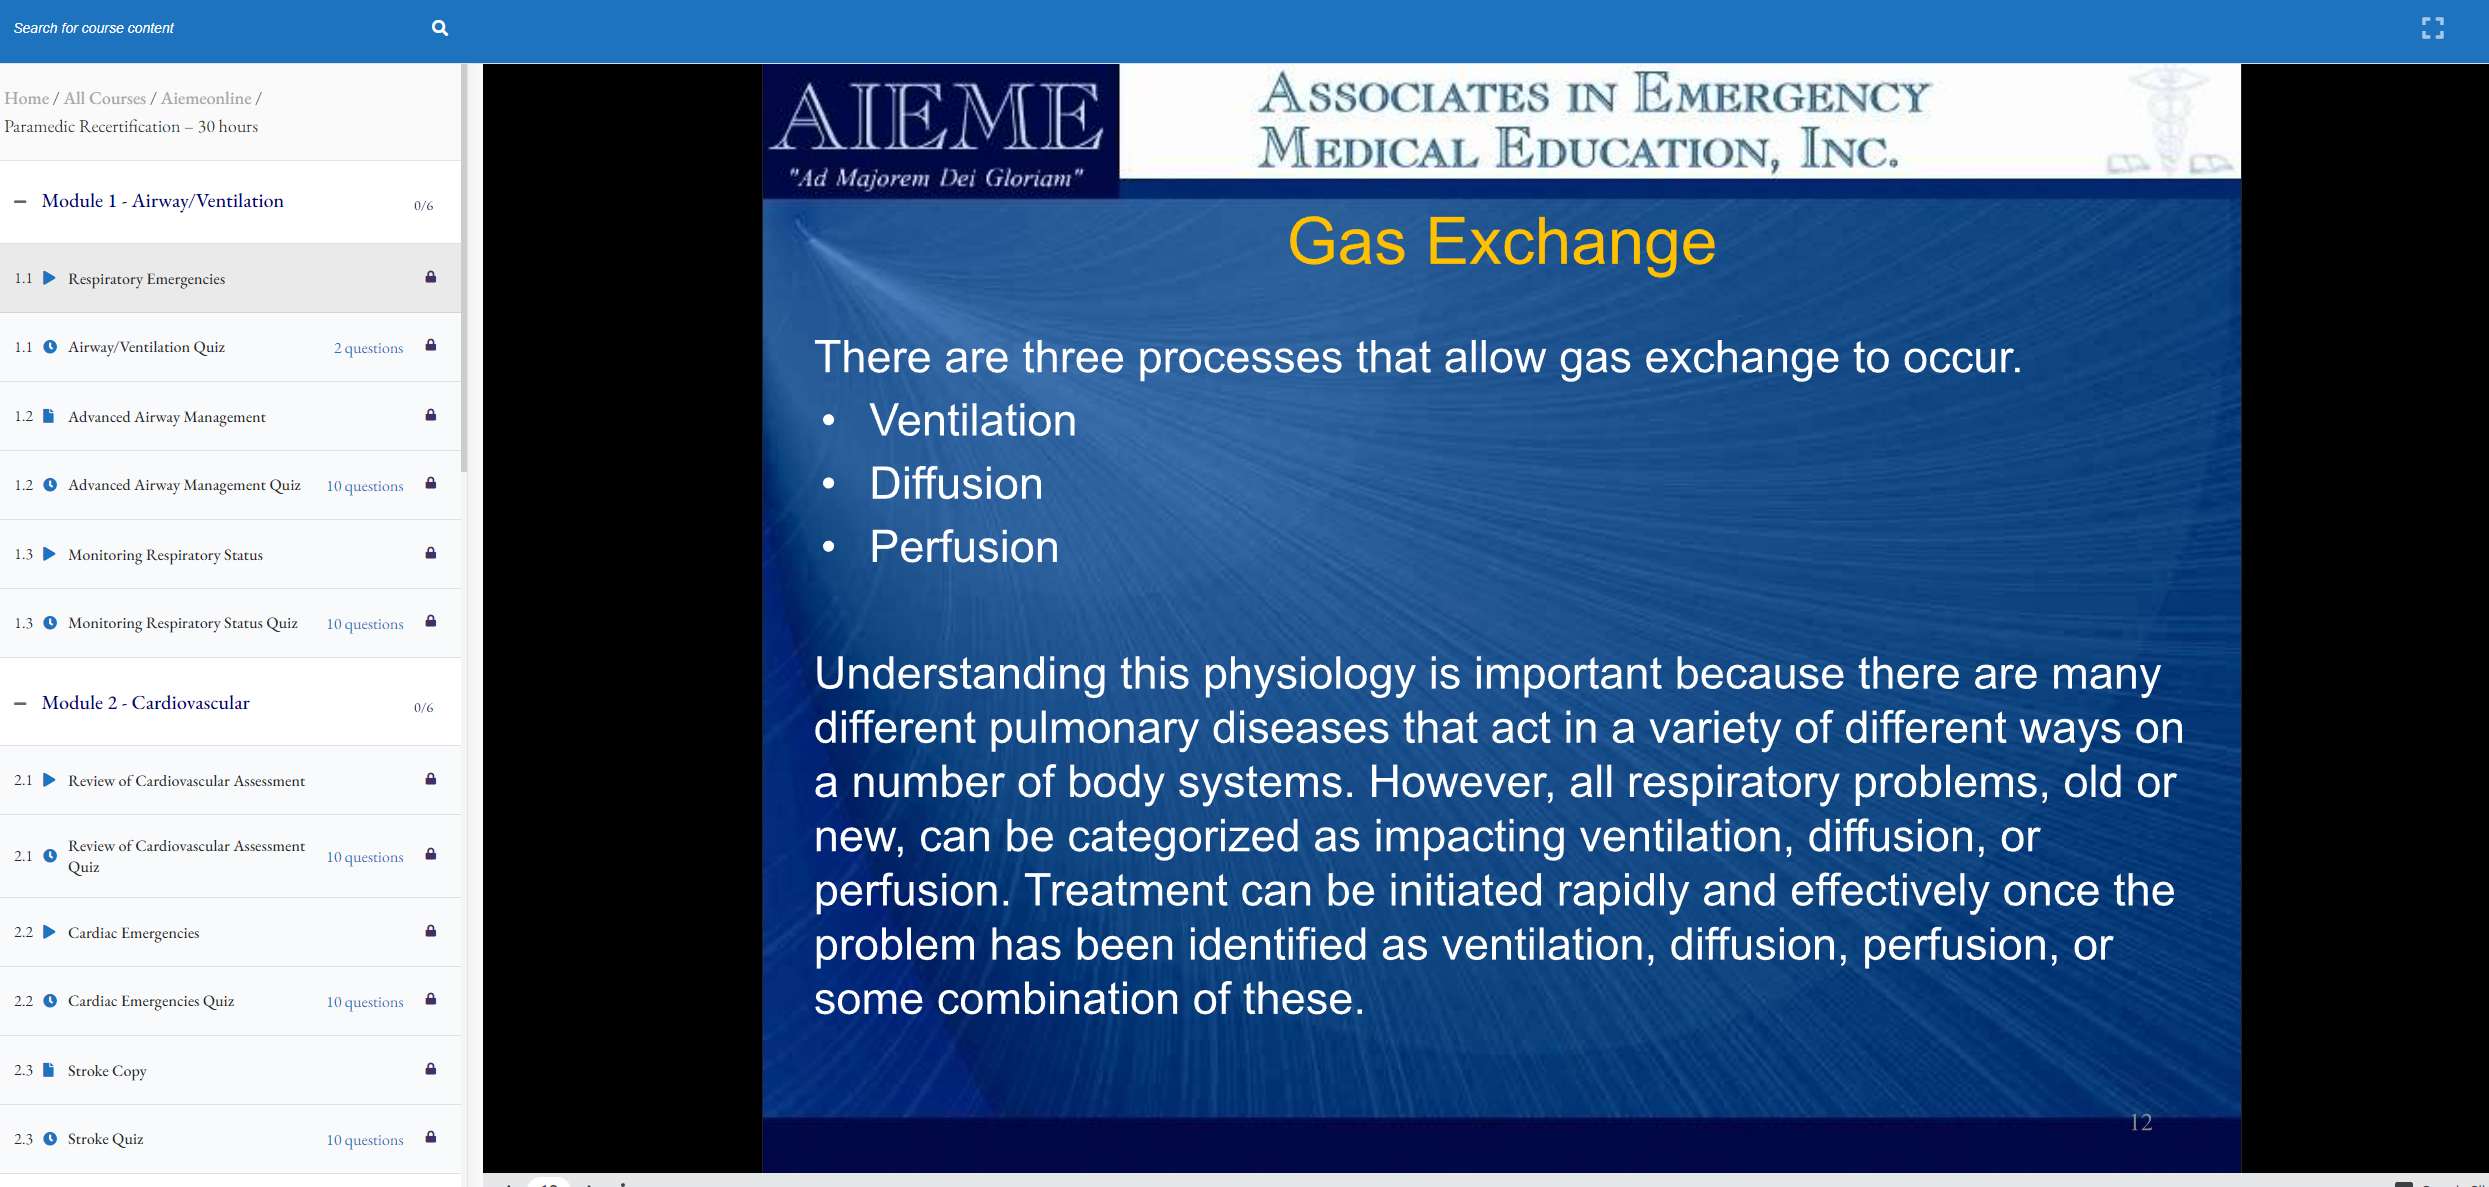 Search for course content
Home / All Courses / Aiemeonline /
Paramedic Recertification – 30 hours
Module 1 - Airway/Ventilation 0/6
1.1 Respiratory Emergencies
1.1 Airway/Ventilation Quiz 2 questions
1.2 Advanced Airway Management
1.2 Advanced Airway Management Quiz 10 questions
1.3 Monitoring Respiratory Status
1.3 Monitoring Respiratory Status Quiz 10 questions
Module 2 - Cardiovascular 0/6
2.1 Review of Cardiovascular Assessment
2.1 Review of Cardiovascular Assessment
Quiz 10 questions
2.2 Cardiac Emergencies
2.2 Cardiac Emergencies Quiz 10 questions
2.3 Stroke Copy
2.3 Stroke Quiz 10 questions
AIEME
"Ad Majorem Dei Gloriam"
ASSOCIATES IN EMERGENCY
MEDICAL EDUCATION, INC.
Gas Exchange
There are three processes that allow gas exchange to occur.
• Ventilation
• Diffusion
• Perfusion
Understanding this physiology is important because there are many
different pulmonary diseases that act in a variety of different ways on
a number of body systems. However, all respiratory problems, old or
new, can be categorized as impacting ventilation, diffusion, or
perfusion. Treatment can be initiated rapidly and effectively once the
problem has been identified as ventilation, diffusion, perfusion, or
some combination of these.
12